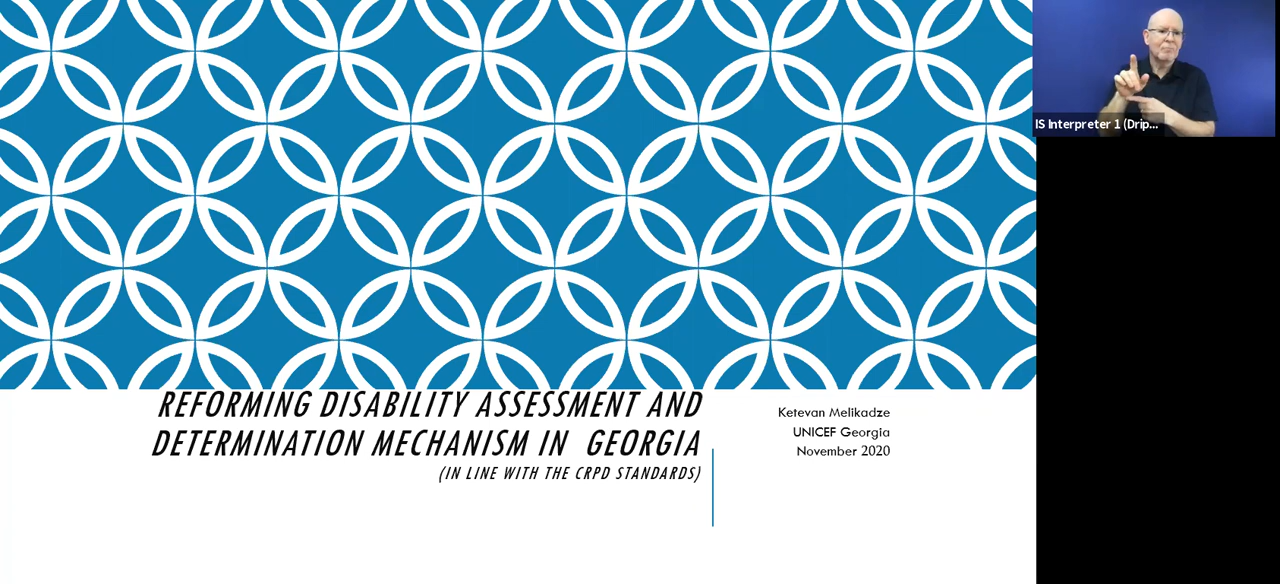 REFORMING DISABILITY ASSESSMENT AND
DETERMINATION MECHANISM IN GEORGIA
(IN LINE WITH THE CRPD STANDARDS)
Ketevan Melikadze
UNICEF Georgia
November 2020
IS Interpreter 1 (Drip...